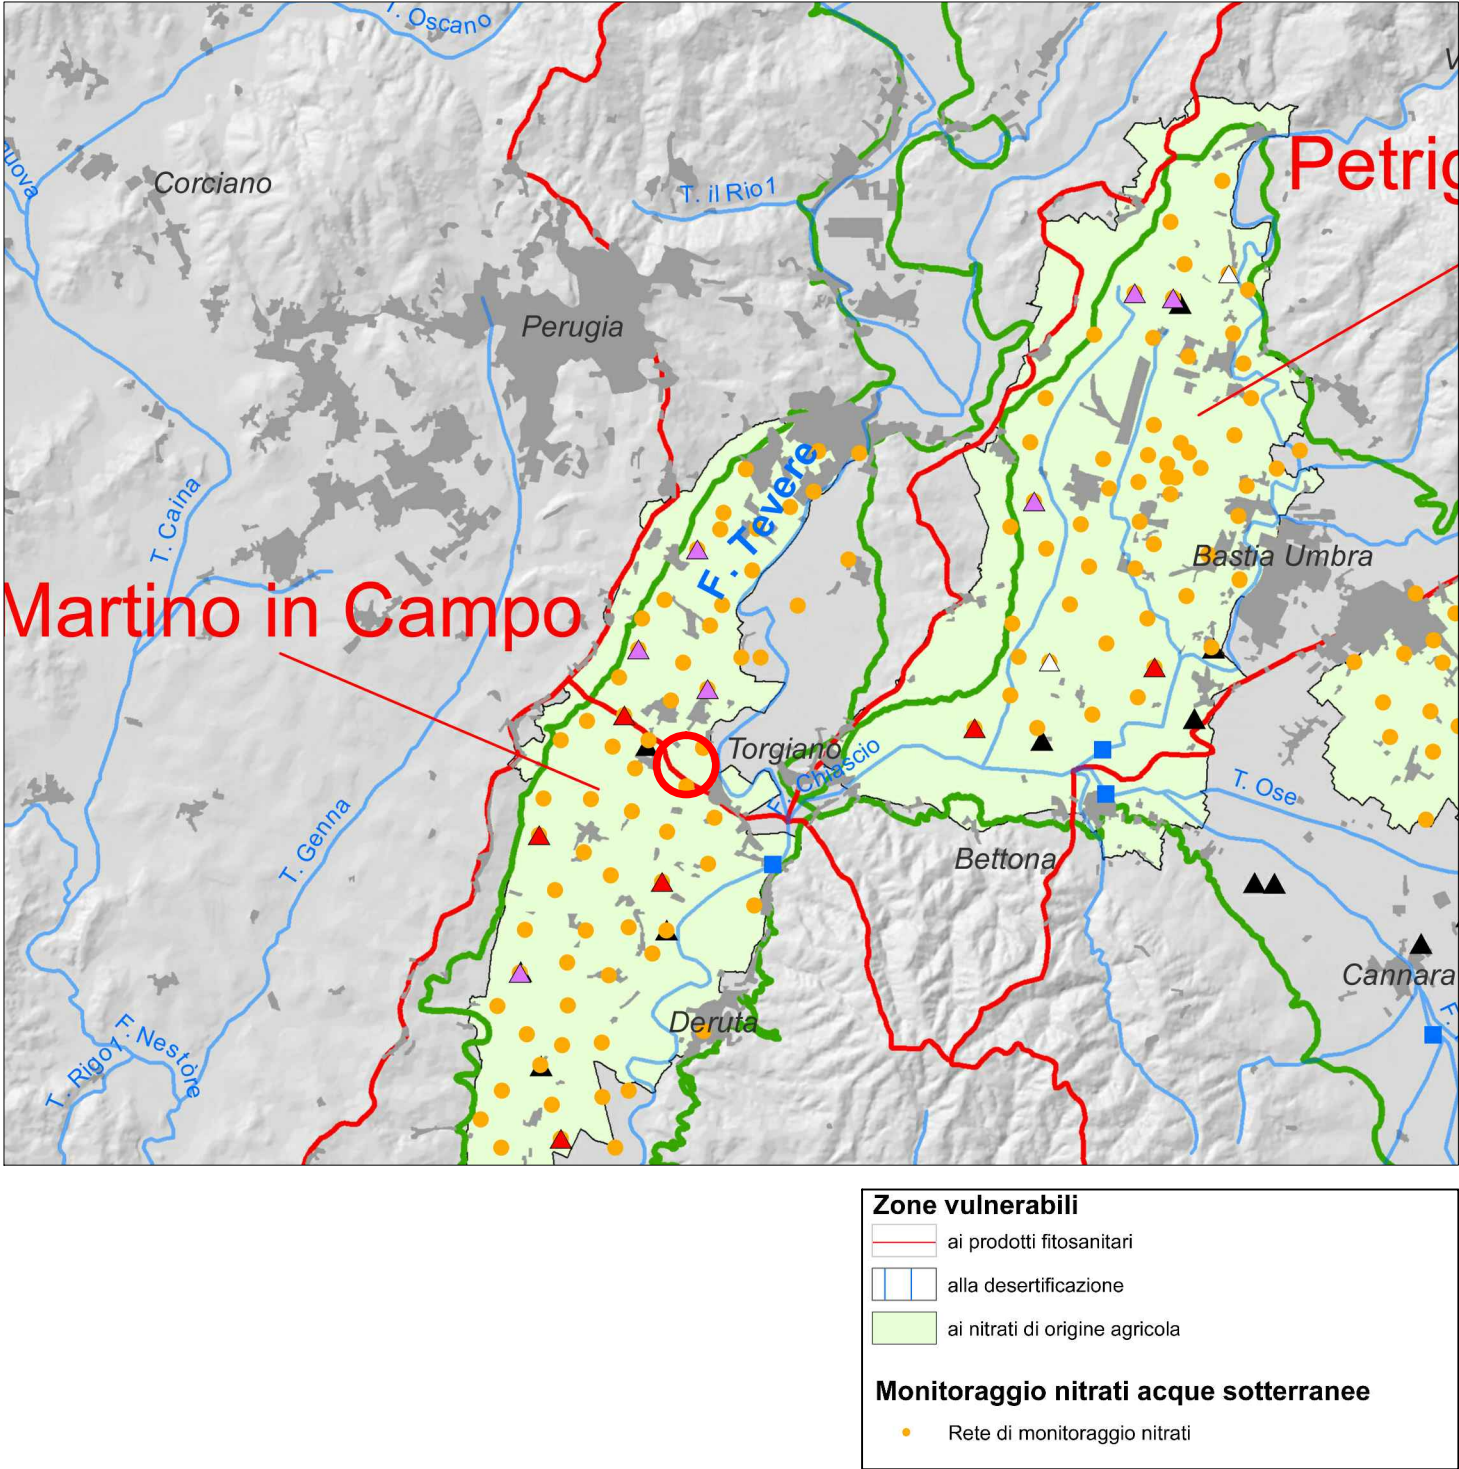 T. Oscano
Corciano
T. il Rio1
Petrig
Perugia
F. Tevere
T. Caina
Bastia Umbra
Martino in Campo
Torgiano
F. Chiascio
T. Ose
T. Genna
Bettona
Cannara
Deruta
F. Nestòre
T. Rigo1
F.
Zone vulnerabili
ai prodotti fitosanitari
alla desertificazione
ai nitrati di origine agricola
Monitoraggio nitrati acque sotterranee
Rete di monitoraggio nitrati